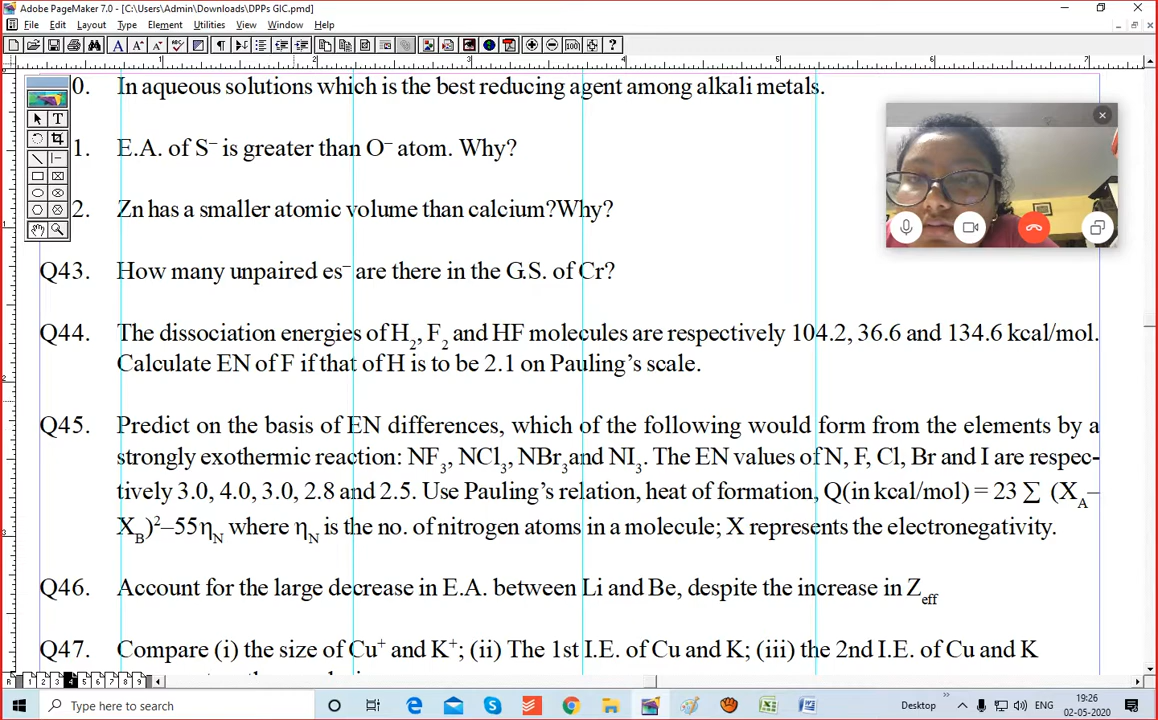 Adobe PageMaker 7.0 - [C:\Users\Admin\Downloads\DPPs GIC.pmd]
File Edit Layout Type Element Utilities View Window Help
0. In aqueous solutions which is the best reducing agent among alkali metals.
1. E.A. of S⁻ is greater than O⁻ atom. Why?
2. Zn has a smaller atomic volume than calcium?Why?
Q43. How many unpaired es⁻ are there in the G.S. of Cr?
Q44. The dissociation energies of H₂, F₂ and HF molecules are respectively 104.2, 36.6 and 134.6 kcal/mol.
Calculate EN of F if that of H is to be 2.1 on Pauling’s scale.
Q45. Predict on the basis of EN differences, which of the following would form from the elements by a
strongly exothermic reaction: NF₃, NCl₃, NBr₃and NI₃. The EN values of N, F, Cl, Br and I are respec-
tively 3.0, 4.0, 3.0, 2.8 and 2.5. Use Pauling’s relation, heat of formation, Q(in kcal/mol) = 23 ∑ (X_A–
X_B)²–55η_N where η_N is the no. of nitrogen atoms in a molecule; X represents the electronegativity.
Q46. Account for the large decrease in E.A. between Li and Be, despite the increase in Z_eff
Q47. Compare (i) the size of Cu⁺ and K⁺; (ii) The 1st I.E. of Cu and K; (iii) the 2nd I.E. of Cu and K
R 1 2 3 4 5 6 7 8 9
Type here to search
Desktop
ENG
19:26
02-05-2020